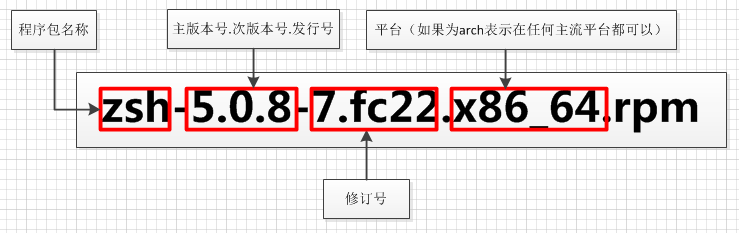 程序包名称
主版本号.次版本号.发行号
平台（如果为arch表示在任何主流平台都可以）
zsh-5.0.8-7.fc22.x86_64.rpm
修订号